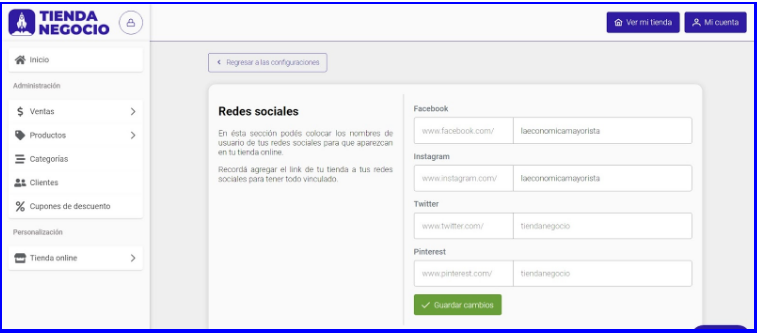 TIENDA
NEGOCIO
Ver mi tienda
Mi cuenta
Inicio
Administración
Ventas
Productos
Categorías
Clientes
Cupones de descuento
Personalización
Tienda online
Regresar a las configuraciones
Redes sociales
En ésta sección podés colocar los nombres de
usuario de tus redes sociales para que aparezcan
en tu tienda online.
Recordá agregar el link de tu tienda a tus redes
sociales para tener todo vinculado.
Facebook
www.facebook.com/ laeconomicamayorista
Instagram
www.instagram.com/ laeconomicamayorista
Twitter
www.twitter.com/ tiendanegocio
Pinterest
www.pinterest.com/ tiendanegocio
Guardar cambios